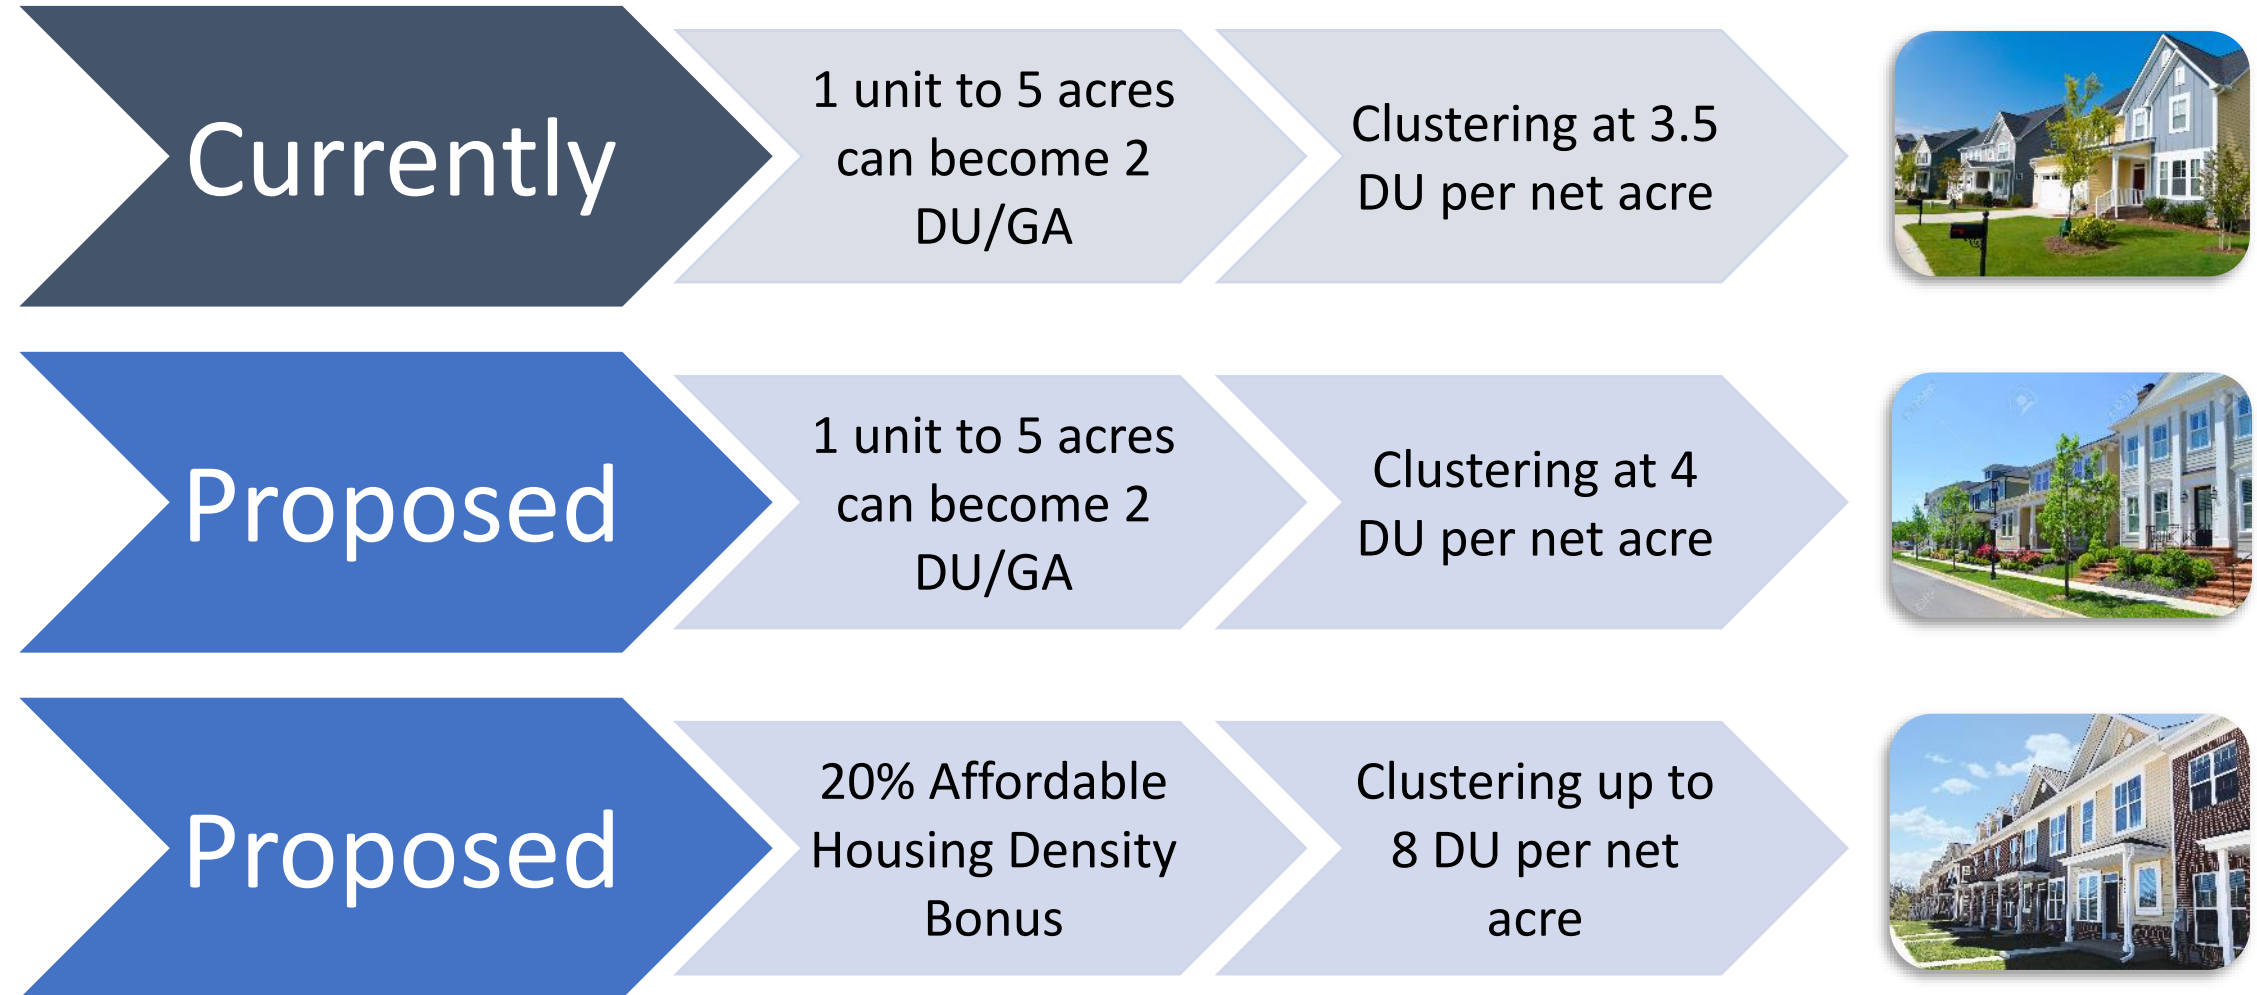 Currently
1 unit to 5 acres
can become 2
DU/GA
Clustering at 3.5
DU per net acre
Proposed
1 unit to 5 acres
can become 2
DU/GA
Clustering at 4
DU per net acre
Proposed
20% Affordable
Housing Density
Bonus
Clustering up to
8 DU per net
acre